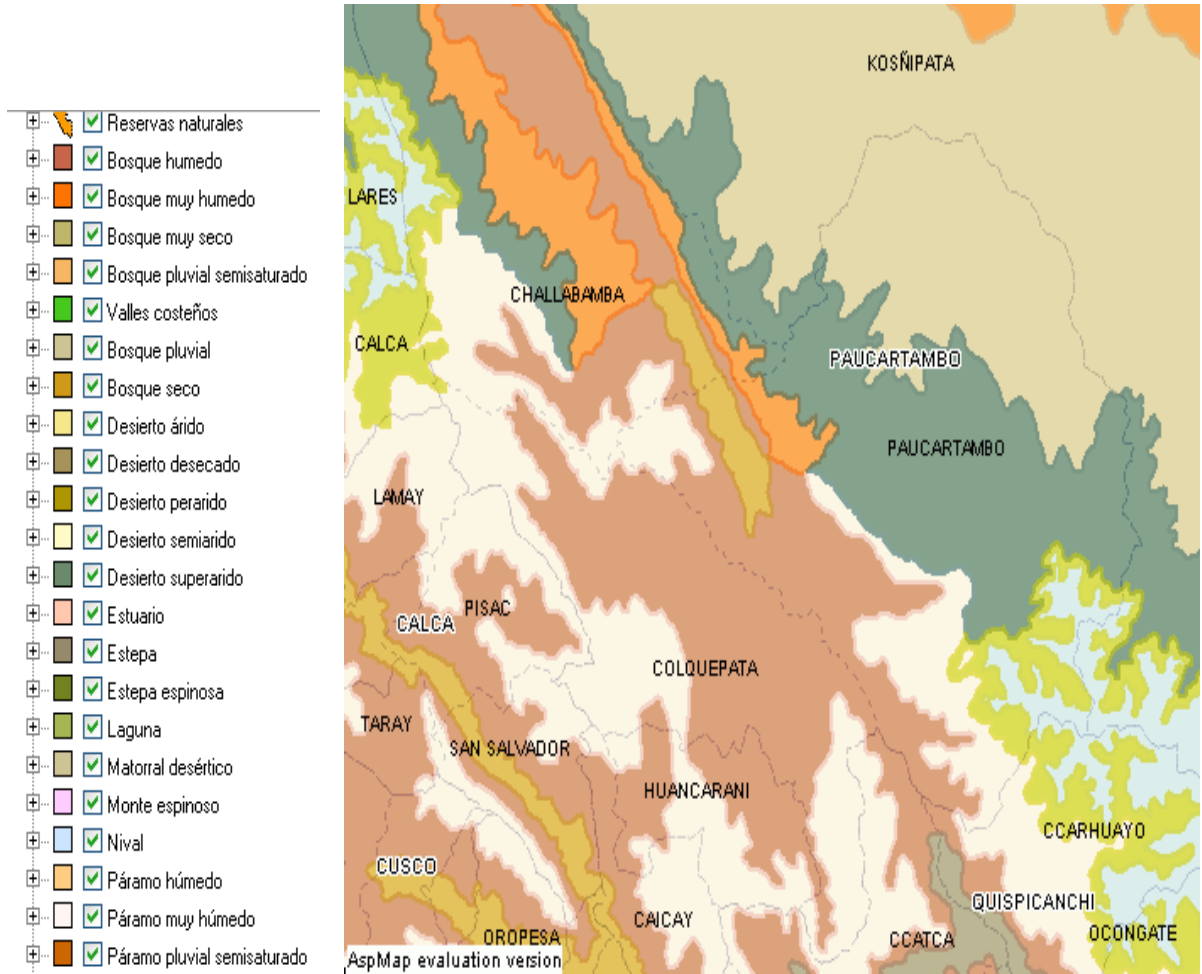 Reservas naturales
Bosque humedo
Bosque muy humedo
Bosque muy seco
Bosque pluvial semisaturado
Valles costeños
Bosque pluvial
Bosque seco
Desierto árido
Desierto desecado
Desierto perarido
Desierto semiarido
Desierto superarido
Estuario
Estepa
Estepa espinosa
Laguna
Matorral desértico
Monte espinoso
Nival
Páramo húmedo
Páramo muy húmedo
Páramo pluvial semisaturado
KOSÑIPATA
LARES
CHALLABAMBA
CALCA
PAUCARTAMBO
PAUCARTAMBO
LAMAY
PISAC
CALCA
COLQUEPATA
TARAY
SAN SALVADOR
HUANCARANI
CCARHUAYO
CUSCO
QUISPICANCHI
CAICAY
OCONGATE
OROPESA
CCATCA
AspMap evaluation version